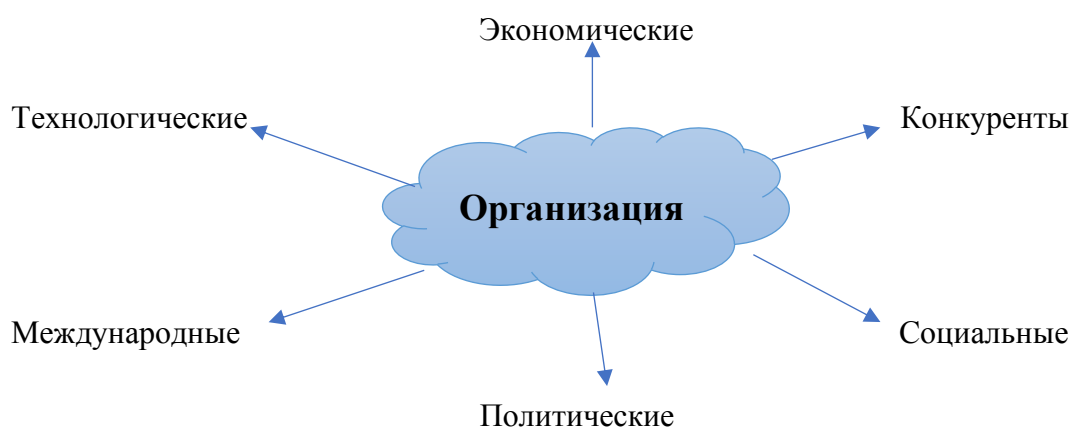 Экономические
Технологические
Конкуренты
Организация
Международные
Социальные
Политические